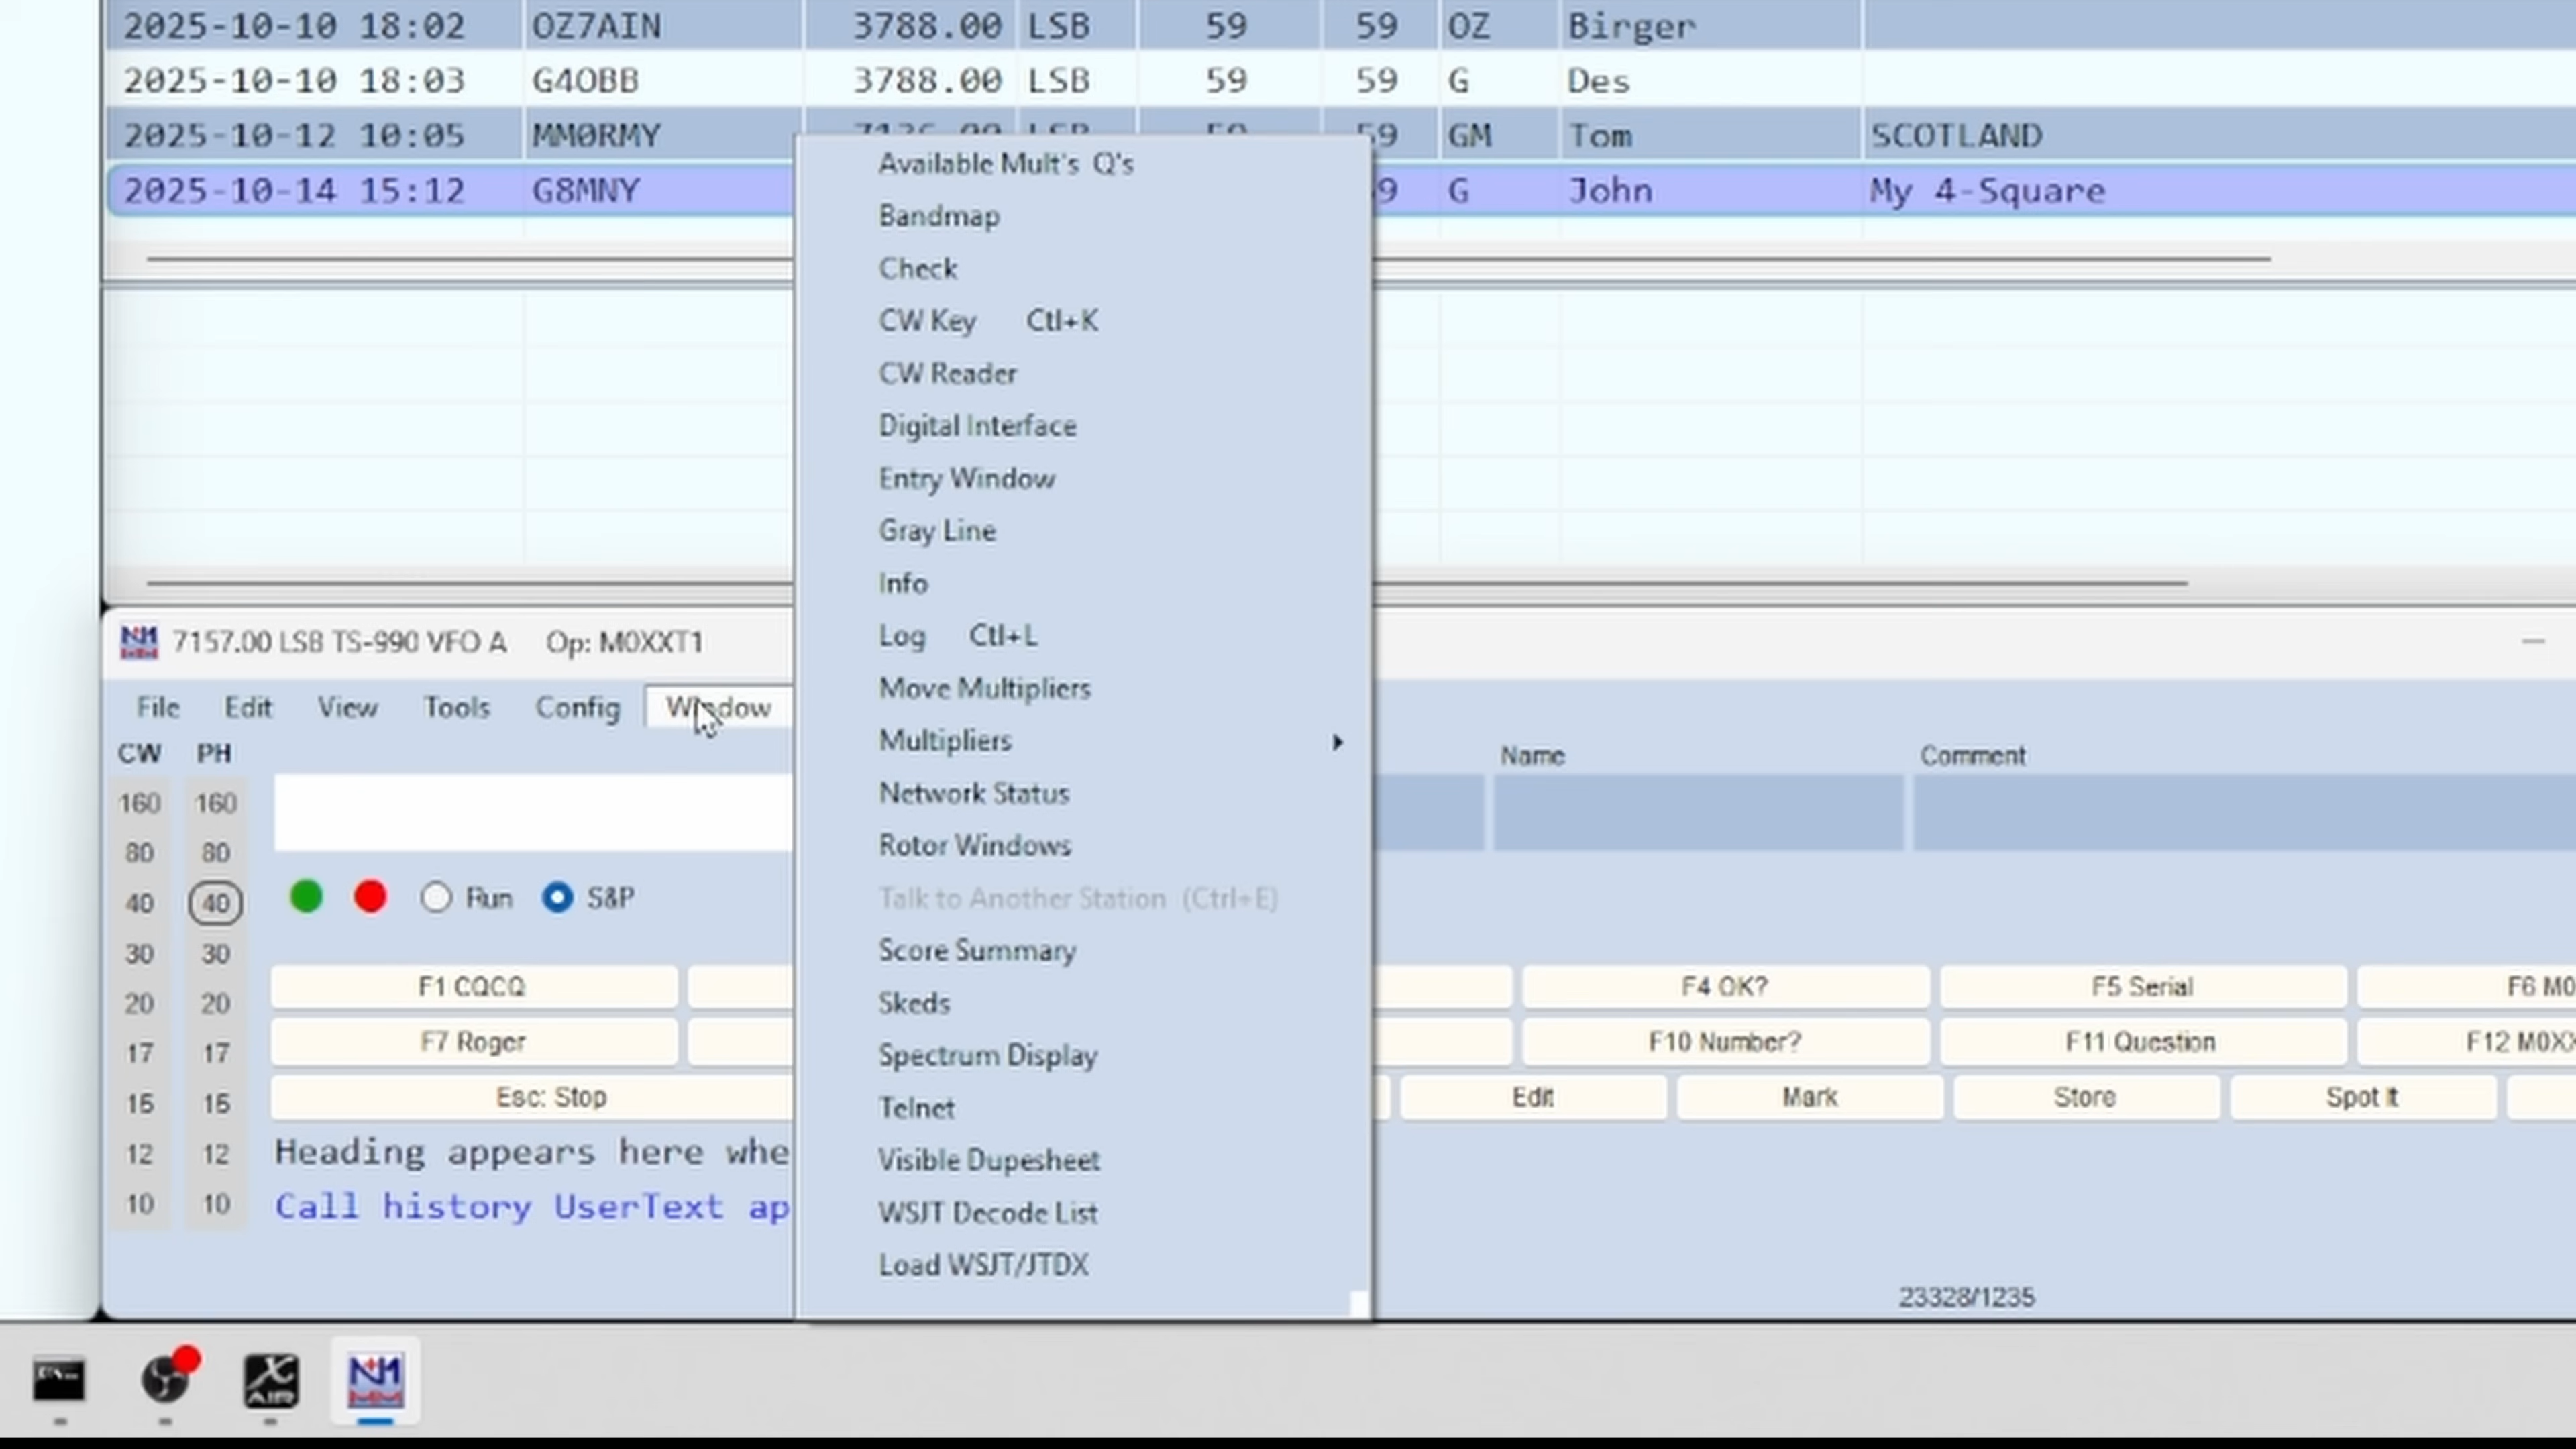 2025-10-10 18:02 OZ7AIN 3788.00 LSB 59 59 OZ Birger
2025-10-10 18:03 G4OBB 3788.00 LSB 59 59 G Des
2025-10-12 10:05 MM0RMY 59 GM Tom SCOTLAND
2025-10-14 15:12 G8MNY 9 G John My 4-Square
Available Mult's Q's
Bandmap
Check
CW Key Ctl+K
CW Reader
Digital Interface
Entry Window
Gray Line
Info
Log Ctl+L
Move Multipliers
Multipliers
Network Status
Rotor Windows
Talk to Another Station (Ctrl+E)
Score Summary
Skeds
Spectrum Display
Telnet
Visible Dupesheet
WSJT Decode List
Load WSJT/JTDX
7157.00 LSB TS-990 VFO A Op: M0XXT1
File Edit View Tools Config Window
CW PH Name Comment
160 160
80 80
40 40 Run S&P
30 30
20 20
17 17
15 15
12 12
10 10
F1 CQCQ F4 OK? F5 Serial F6 M0
F7 Roger F10 Number? F11 Question F12 M0XX
Esc: Stop Edit Mark Store Spot It
Heading appears here whe
Call history UserText ap
23328/1235
X AIR
N1MM